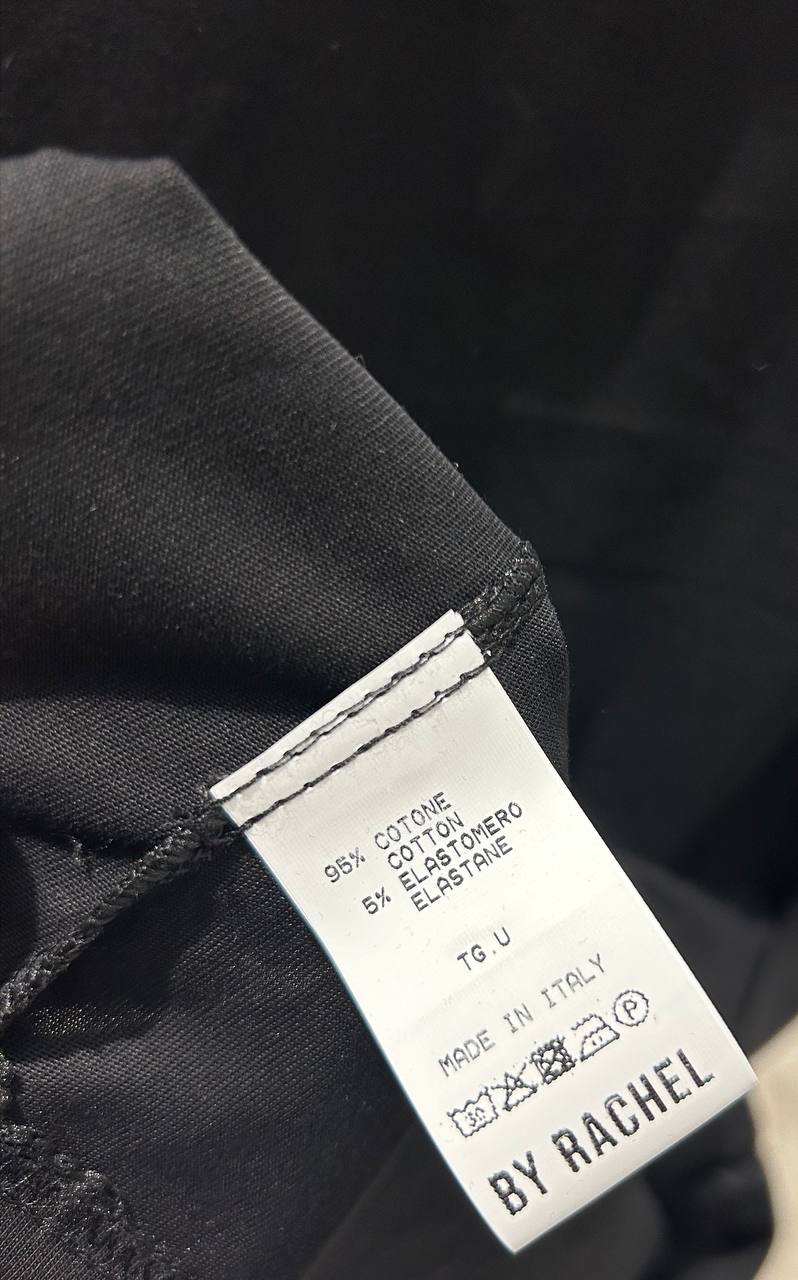 95% COTONE
COTTON
5% ELASTOMERO
ELASTANE
TG.U
MADE IN ITALY
30 P
BY RACHEL